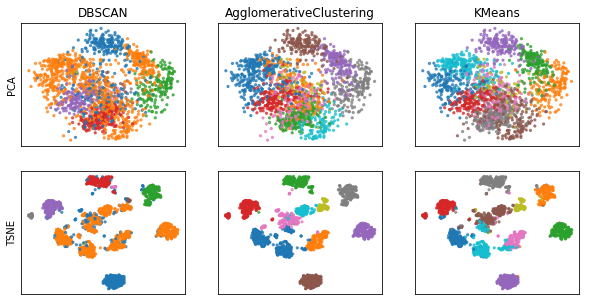 DBSCAN
AgglomerativeClustering
KMeans
PCA
TSNE